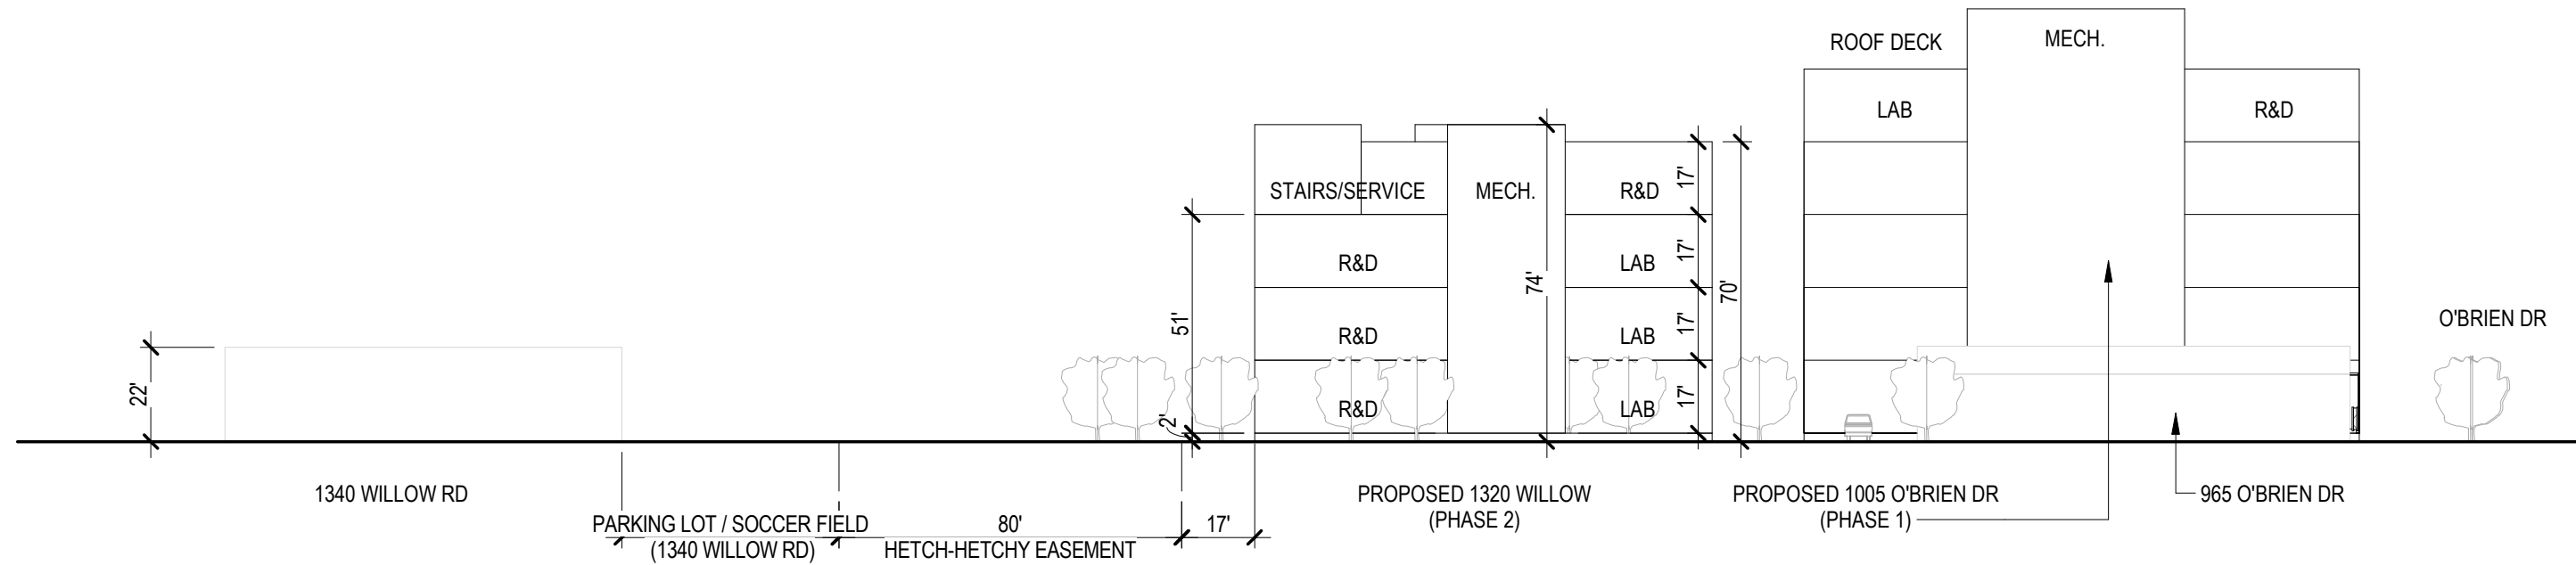 ROOF DECK
MECH.
LAB
R&D
STAIRS/SERVICE
MECH.
R&D
17'
R&D
LAB
17'
74'
70'
51'
R&D
LAB
17'
O'BRIEN DR
22'
2'
R&D
LAB
17'
1340 WILLOW RD
PROPOSED 1320 WILLOW
(PHASE 2)
PROPOSED 1005 O'BRIEN DR
(PHASE 1)
965 O'BRIEN DR
PARKING LOT / SOCCER FIELD
(1340 WILLOW RD)
80'
HETCH-HETCHY EASEMENT
17'